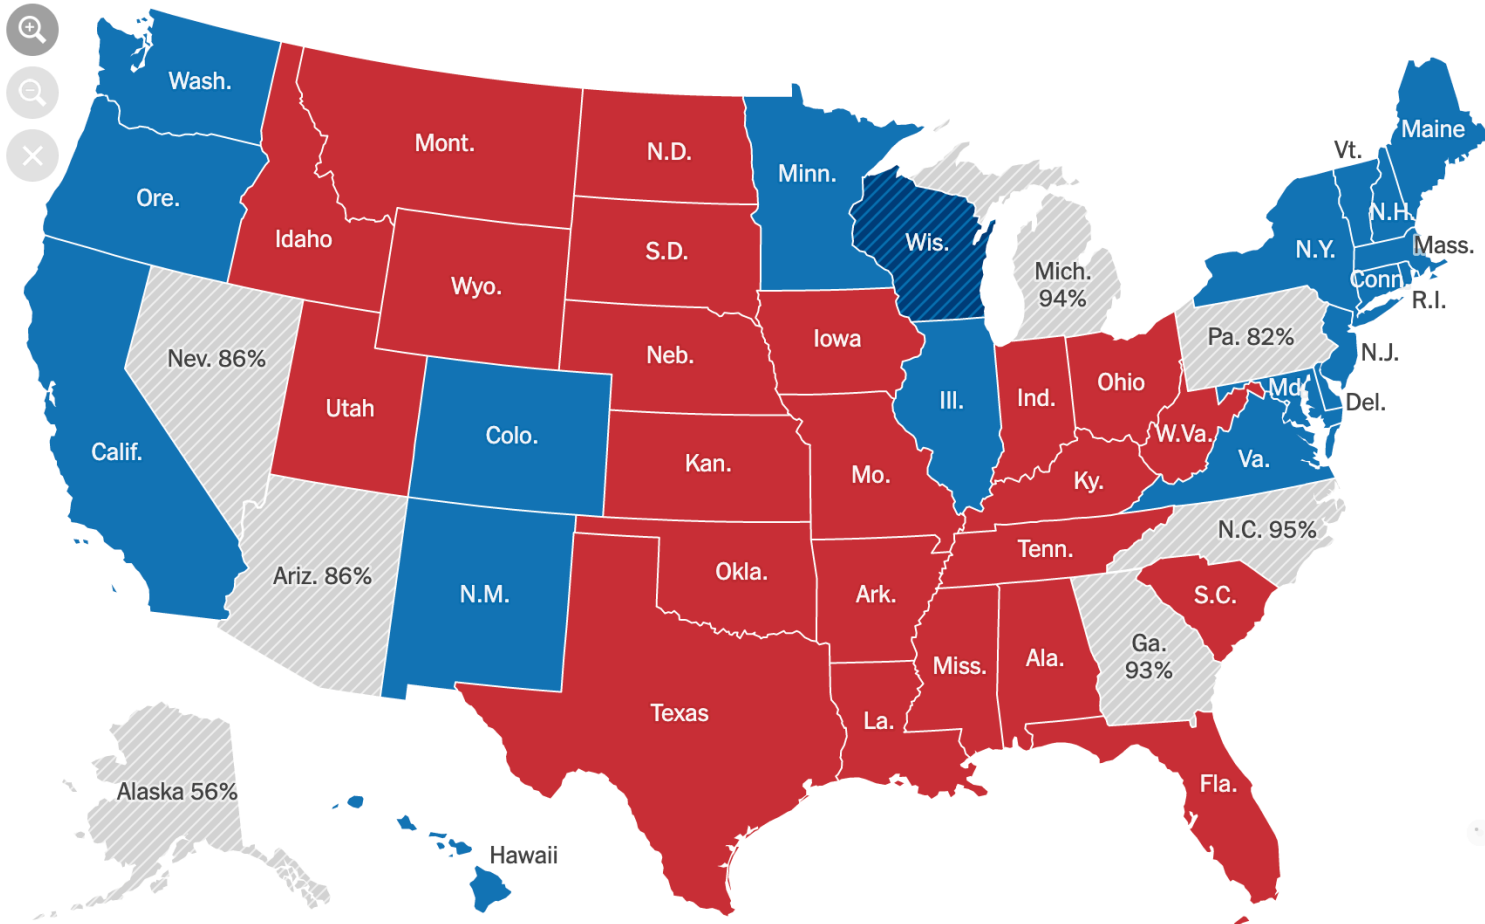 Wash.
Maine
Vt.
Mont.
N.D.
Minn.
Ore.
N.H.
Idaho
Wis.
N.Y.
Mass.
S.D.
Mich.
94%
Conn.
Wyo.
R.I.
Nev. 86%
Iowa
Pa. 82%
Neb.
N.J.
Utah
Ill.
Ind.
Ohio
Md.
Del.
Calif.
Colo.
Kan.
Mo.
W.Va.
Va.
Ky.
N.C. 95%
Ariz. 86%
Okla.
Tenn.
N.M.
Ark.
S.C.
Ga.
93%
Miss.
Ala.
Texas
La.
Alaska 56%
Fla.
Hawaii